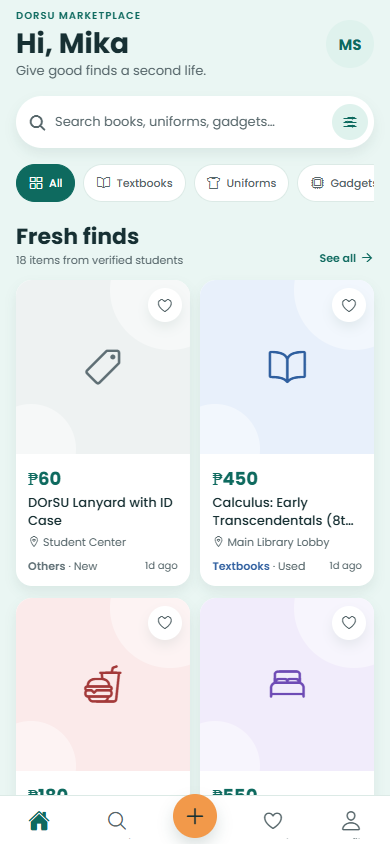 DORSU MARKETPLACE
Hi, Mika
MS
Give good finds a second life.
Search books, uniforms, gadgets…
All
Textbooks
Uniforms
Gadgets
Fresh finds
18 items from verified students
See all →
₱60
DOrSU Lanyard with ID
Case
Student Center
Others · New
1d ago
₱450
Calculus: Early
Transcendentals (8t…
Main Library Lobby
Textbooks · Used
1d ago
₱180
₱550